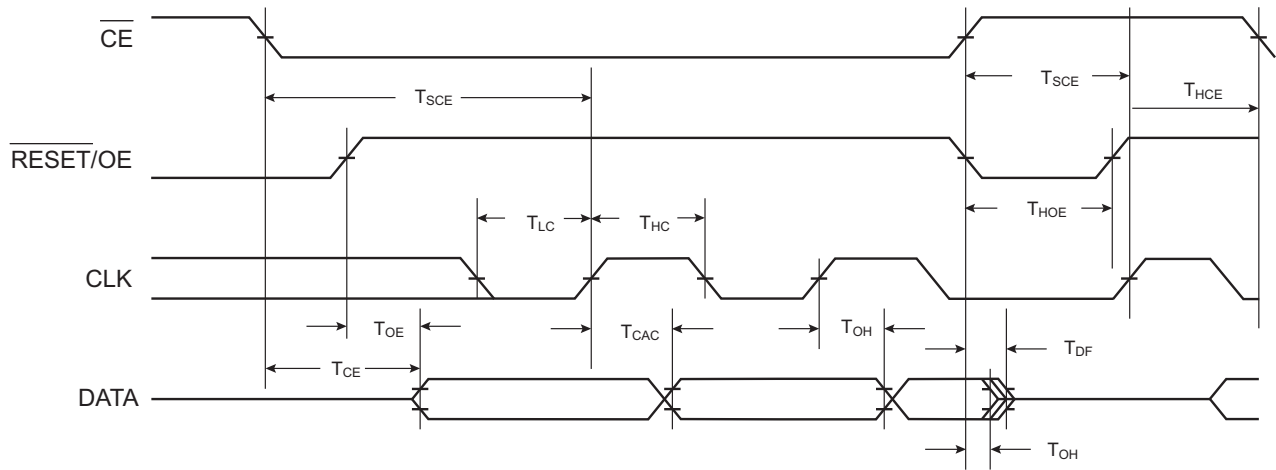 CE
TSCE
TSCE
THCE
RESET/OE
TLC
THC
THOE
CLK
TOE
TCAC
TOH
TDF
TCE
DATA
TOH